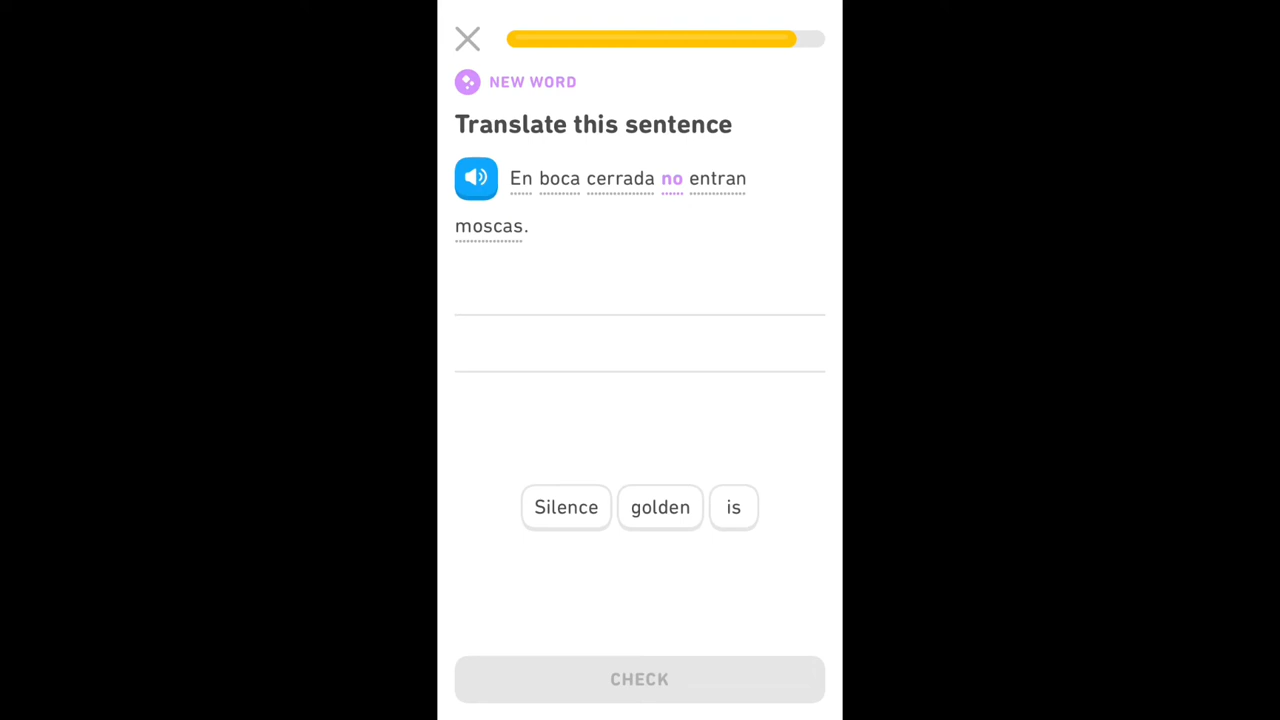 NEW WORD
Translate this sentence
En boca cerrada no entran
moscas.
Silence golden is
CHECK